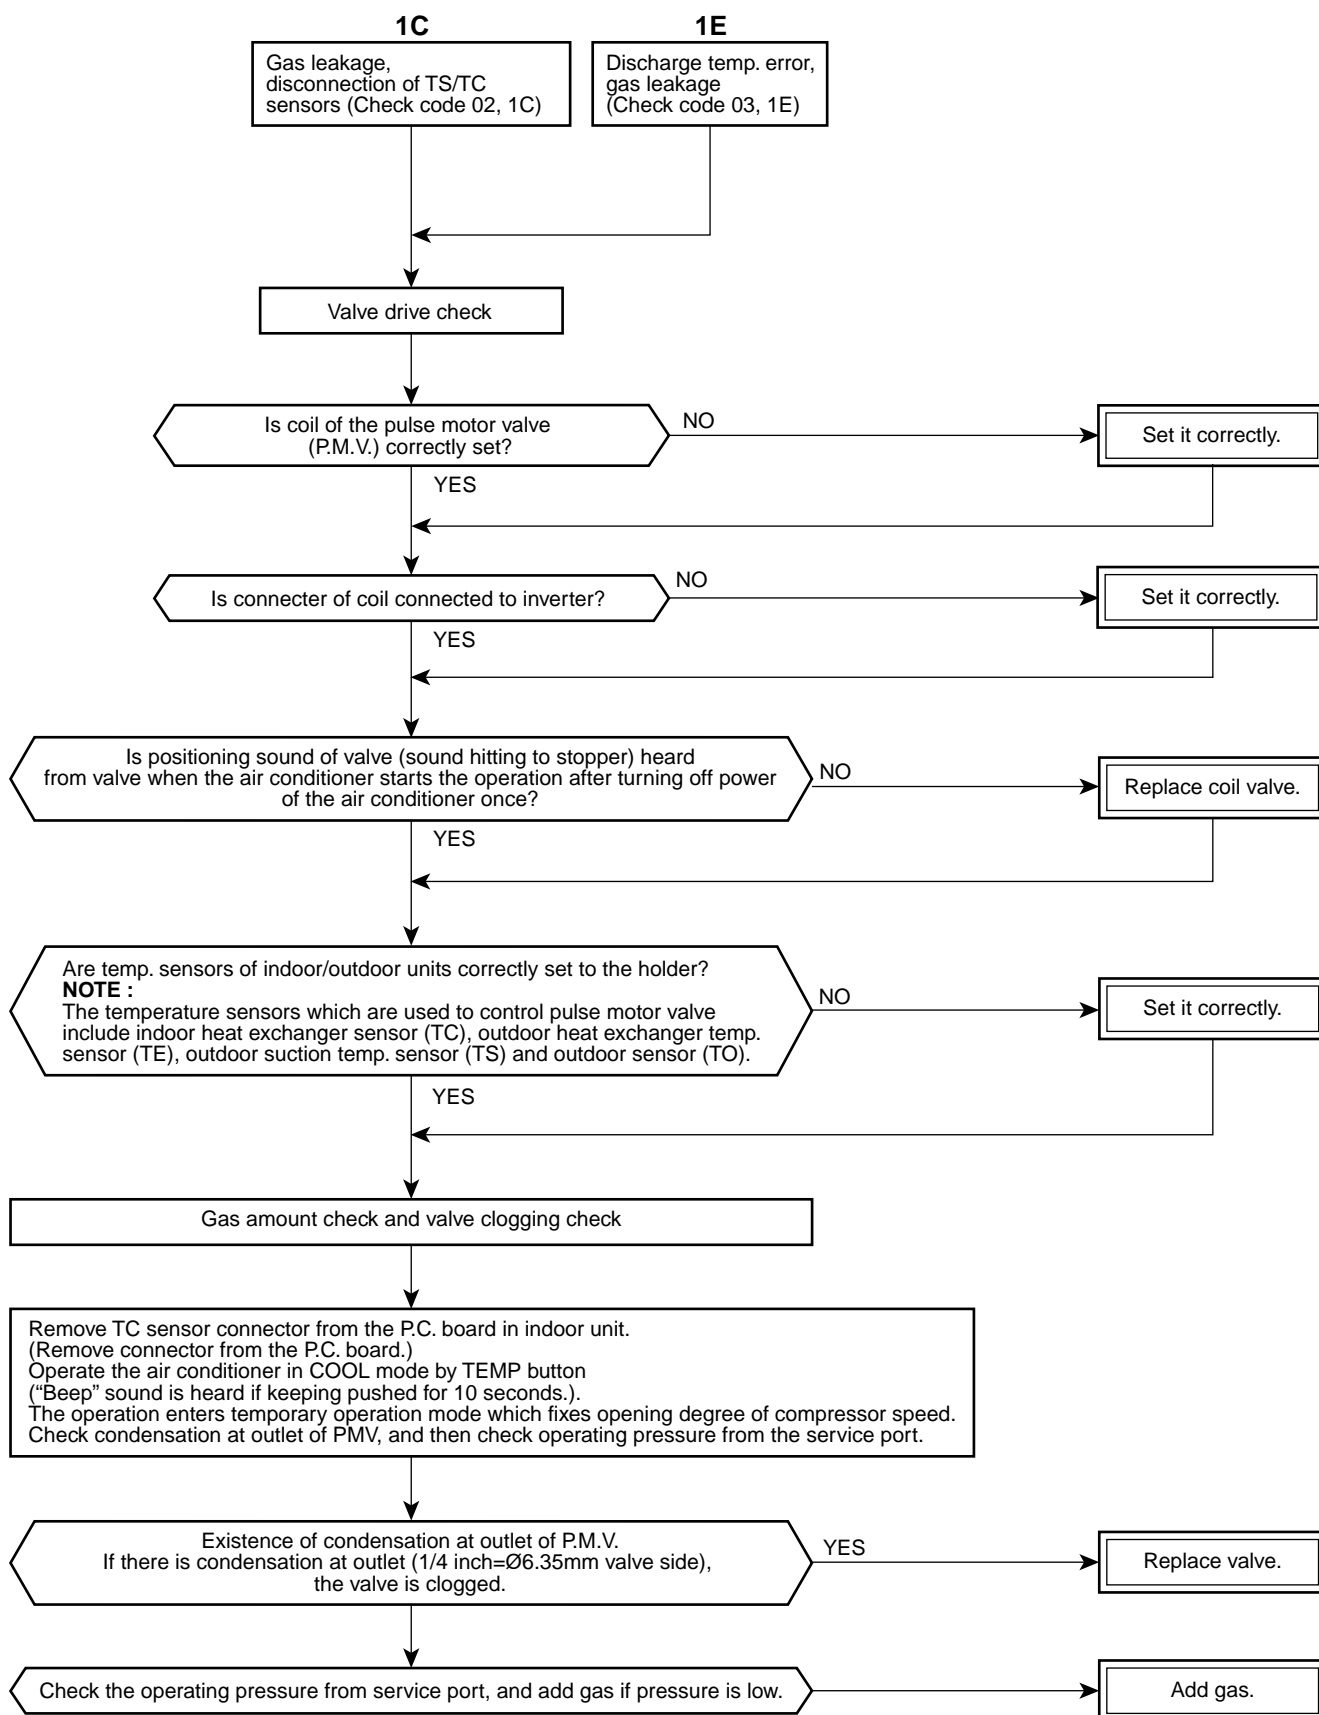 1C
1E
Gas leakage,
disconnection of TS/TC
sensors (Check code 02, 1C)
Discharge temp. error,
gas leakage
(Check code 03, 1E)
Valve drive check
Is coil of the pulse motor valve
(P.M.V.) correctly set?
NO
Set it correctly.
YES
Is connecter of coil connected to inverter?
NO
Set it correctly.
YES
Is positioning sound of valve (sound hitting to stopper) heard
from valve when the air conditioner starts the operation after turning off power
of the air conditioner once?
NO
Replace coil valve.
YES
Are temp. sensors of indoor/outdoor units correctly set to the holder?
NOTE :
The temperature sensors which are used to control pulse motor valve
include indoor heat exchanger sensor (TC), outdoor heat exchanger temp.
sensor (TE), outdoor suction temp. sensor (TS) and outdoor sensor (TO).
NO
Set it correctly.
YES
Gas amount check and valve clogging check
Remove TC sensor connector from the P.C. board in indoor unit.
(Remove connector from the P.C. board.)
Operate the air conditioner in COOL mode by TEMP button
(“Beep” sound is heard if keeping pushed for 10 seconds.).
The operation enters temporary operation mode which fixes opening degree of compressor speed.
Check condensation at outlet of PMV, and then check operating pressure from the service port.
Existence of condensation at outlet of P.M.V.
If there is condensation at outlet (1/4 inch=Ø6.35mm valve side),
the valve is clogged.
YES
Replace valve.
Check the operating pressure from service port, and add gas if pressure is low.
Add gas.